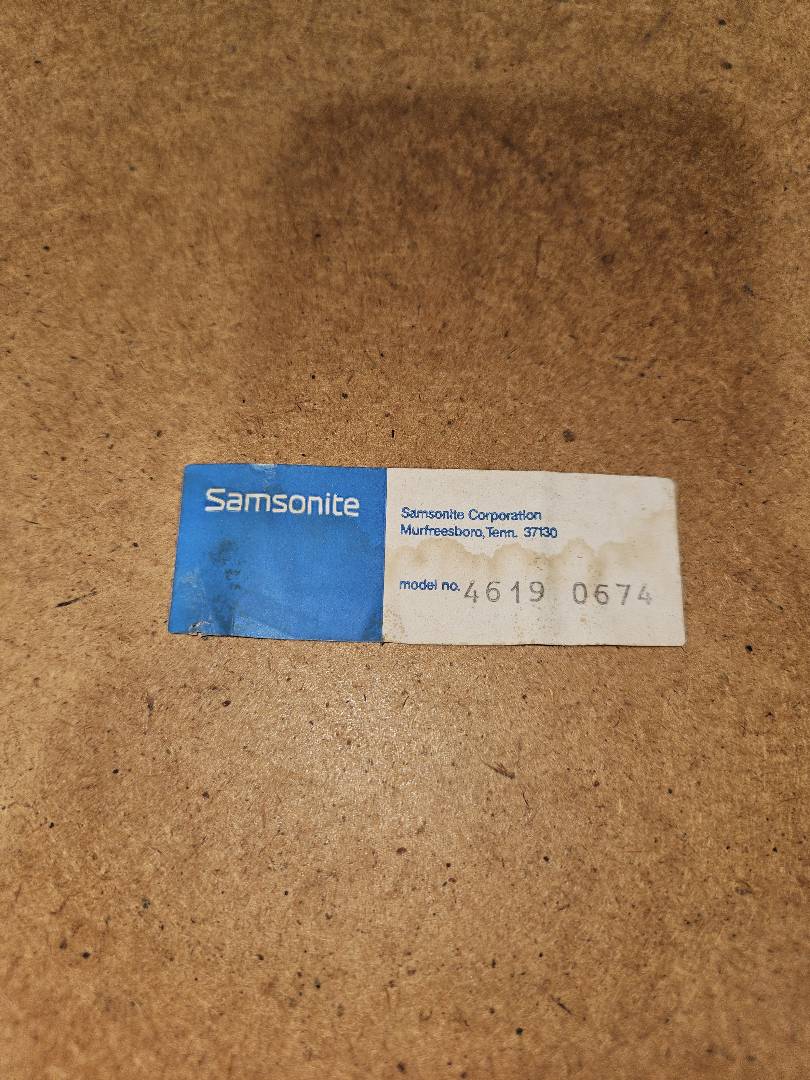 Samsonite
Samsonite Corporation
Murfreesboro, Tenn. 37130
model no. 4619 0674